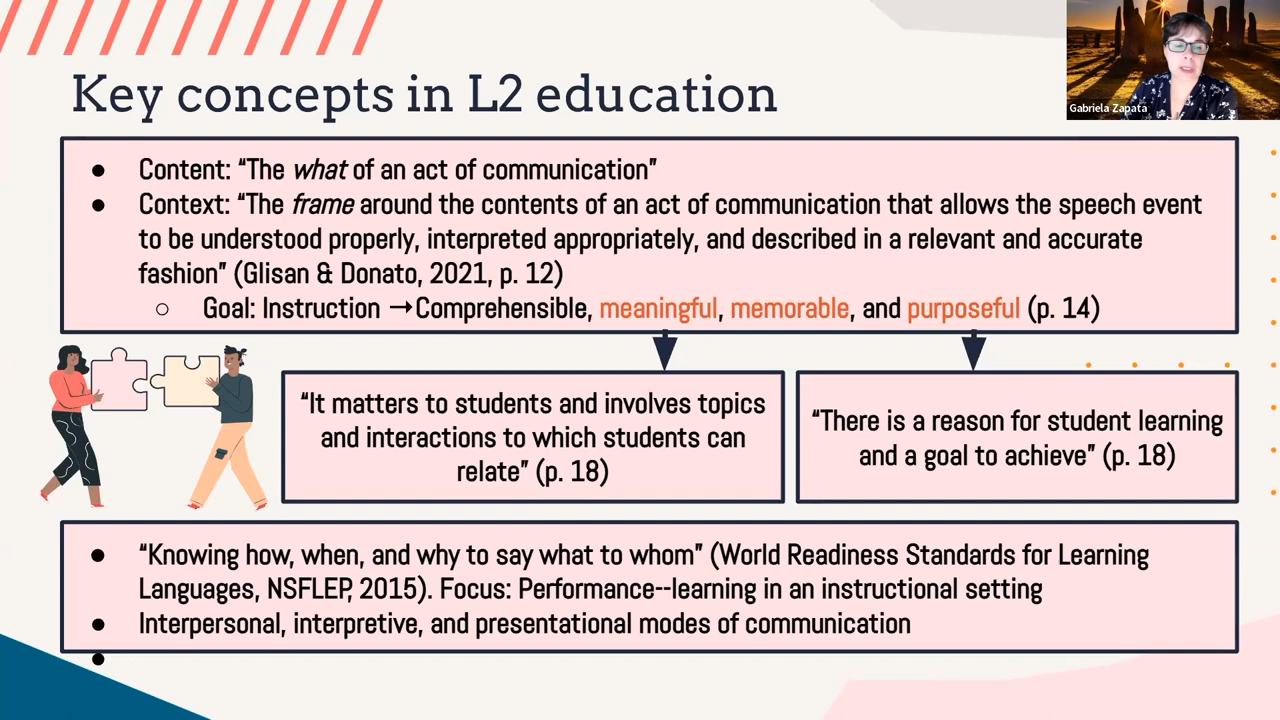 Key concepts in L2 education
Gabriela Zapata
● Content: “The what of an act of communication”
● Context: “The frame around the contents of an act of communication that allows the speech event
to be understood properly, interpreted appropriately, and described in a relevant and accurate
fashion” (Glisan & Donato, 2021, p. 12)
○ Goal: Instruction →Comprehensible, meaningful, memorable, and purposeful (p. 14)
“It matters to students and involves topics
and interactions to which students can
relate” (p. 18)
“There is a reason for student learning
and a goal to achieve” (p. 18)
● “Knowing how, when, and why to say what to whom” (World Readiness Standards for Learning
Languages, NSFLEP, 2015). Focus: Performance--learning in an instructional setting
● Interpersonal, interpretive, and presentational modes of communication
●